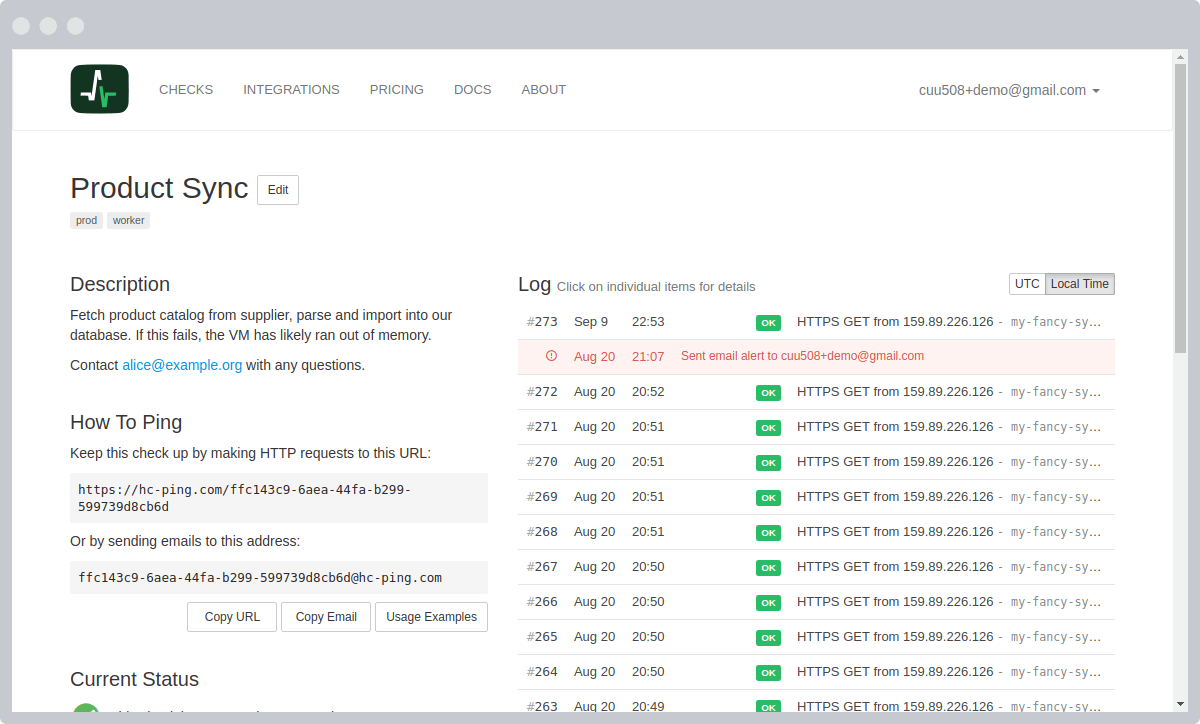 CHECKS INTEGRATIONS PRICING DOCS ABOUT cuu508+demo@gmail.com
Product Sync Edit
prod worker
Description
Fetch product catalog from supplier, parse and import into our
database. If this fails, the VM has likely ran out of memory.
Contact alice@example.org with any questions.
How To Ping
Keep this check up by making HTTP requests to this URL:
https://hc-ping.com/ffc143c9-6aea-44fa-b299-
599739d8cb6d
Or by sending emails to this address:
ffc143c9-6aea-44fa-b299-599739d8cb6d@hc-ping.com
Copy URL Copy Email Usage Examples
Current Status
Log Click on individual items for details UTC Local Time
#273 Sep 9 22:53 OK HTTPS GET from 159.89.226.126 - my-fancy-sy…
Aug 20 21:07 Sent email alert to cuu508+demo@gmail.com
#272 Aug 20 20:52 OK HTTPS GET from 159.89.226.126 - my-fancy-sy…
#271 Aug 20 20:51 OK HTTPS GET from 159.89.226.126 - my-fancy-sy…
#270 Aug 20 20:51 OK HTTPS GET from 159.89.226.126 - my-fancy-sy…
#269 Aug 20 20:51 OK HTTPS GET from 159.89.226.126 - my-fancy-sy…
#268 Aug 20 20:51 OK HTTPS GET from 159.89.226.126 - my-fancy-sy…
#267 Aug 20 20:50 OK HTTPS GET from 159.89.226.126 - my-fancy-sy…
#266 Aug 20 20:50 OK HTTPS GET from 159.89.226.126 - my-fancy-sy…
#265 Aug 20 20:50 OK HTTPS GET from 159.89.226.126 - my-fancy-sy…
#264 Aug 20 20:50 OK HTTPS GET from 159.89.226.126 - my-fancy-sy…
#263 Aug 20 20:49 OK HTTPS GET from 159.89.226.126 - my-fancy-sy…